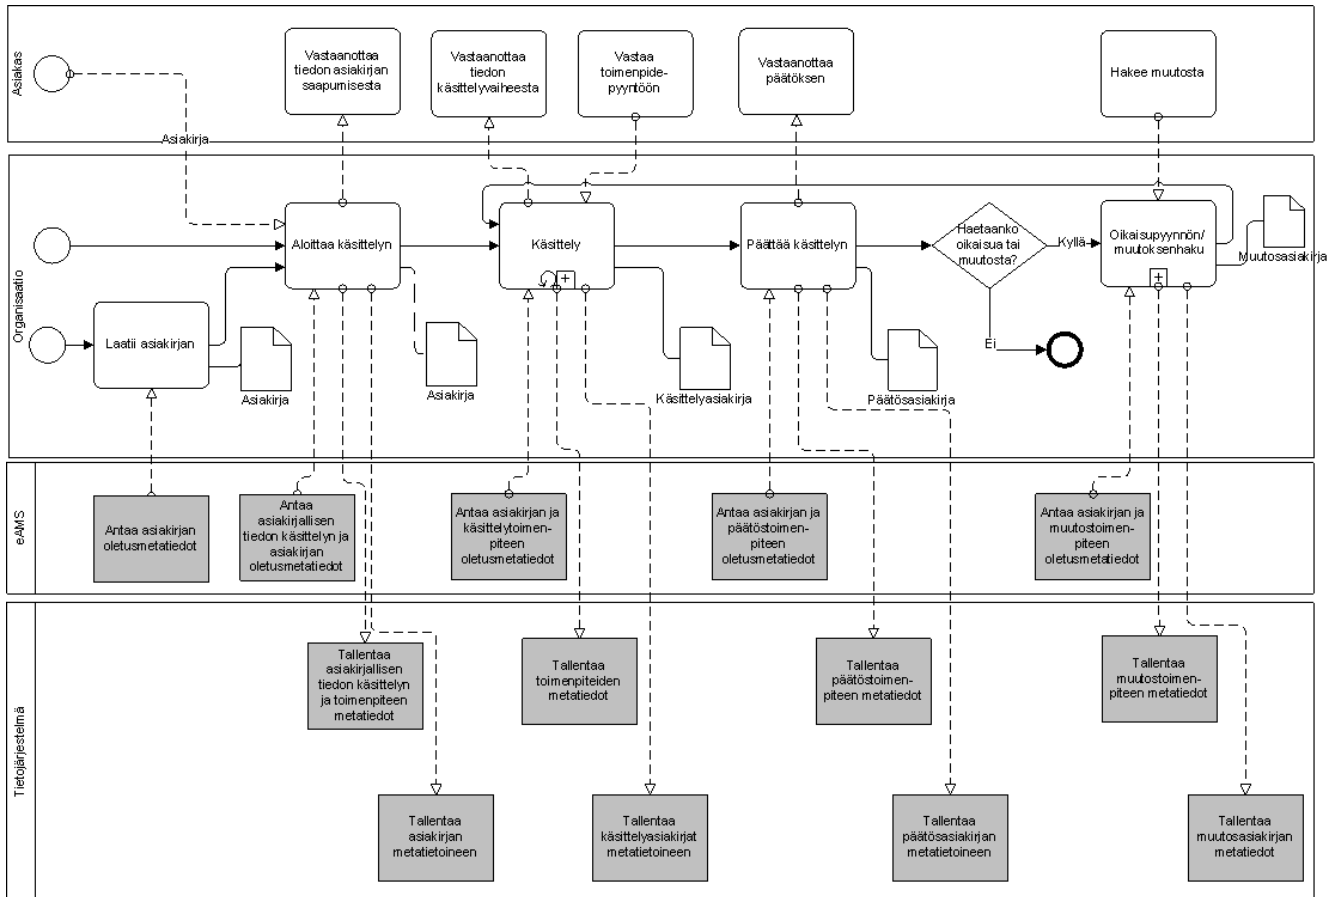 Asiakas
Vastaanottaa
tiedon asiakirjan
saapumisesta
Vastaanottaa
tiedon
käsittelyvaiheesta
Vastaa
toimenpide-
pyyntöön
Vastaanottaa
päätöksen
Hakee muutosta
Asiakirja
Organisaatio
Aloittaa käsittelyn
Käsittely
Päättää käsittelyn
Haetaanko
oikaisua tai
muutosta?
Kyllä
Oikaisupyynnön/
muutoksenhaku
Muutosasiakirja
Ei
Laatii asiakirjan
Asiakirja
Asiakirja
Käsittelyasiakirja
Päätösasiakirja
eAMS
Antaa asiakirjan
oletusmetatiedot
Antaa
asiakirjallisen
tiedon käsittelyn ja
asiakirjan
oletusmetatiedot
Antaa asiakirjan ja
käsittelytoimen-
piteen
oletusmetatiedot
Antaa asiakirjan ja
päätöstoimen-
piteen
oletusmetatiedot
Antaa asiakirjan ja
muutostoimen-
piteen
oletusmetatiedot
Tietojärjestelmä
Tallentaa
asiakirjallisen
tiedon käsittelyn
ja toimenpiteen
metatiedot
Tallentaa
toimenpiteiden
metatiedot
Tallentaa
päätöstoimen-
piteen metatiedot
Tallentaa
muutostoimen-
piteen metatiedot
Tallentaa
asiakirjan
metatietoineen
Tallentaa
käsittelyasiakirjat
metatietoineen
Tallentaa
päätösasiakirjan
metatietoineen
Tallentaa
muutosasiakirjan
metatiedot